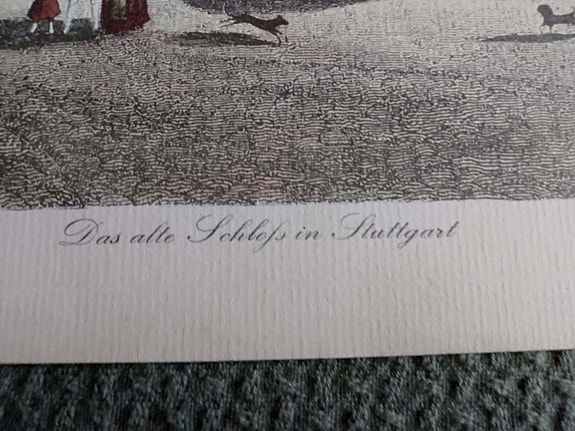 Das alte Schloſs in Stuttgart